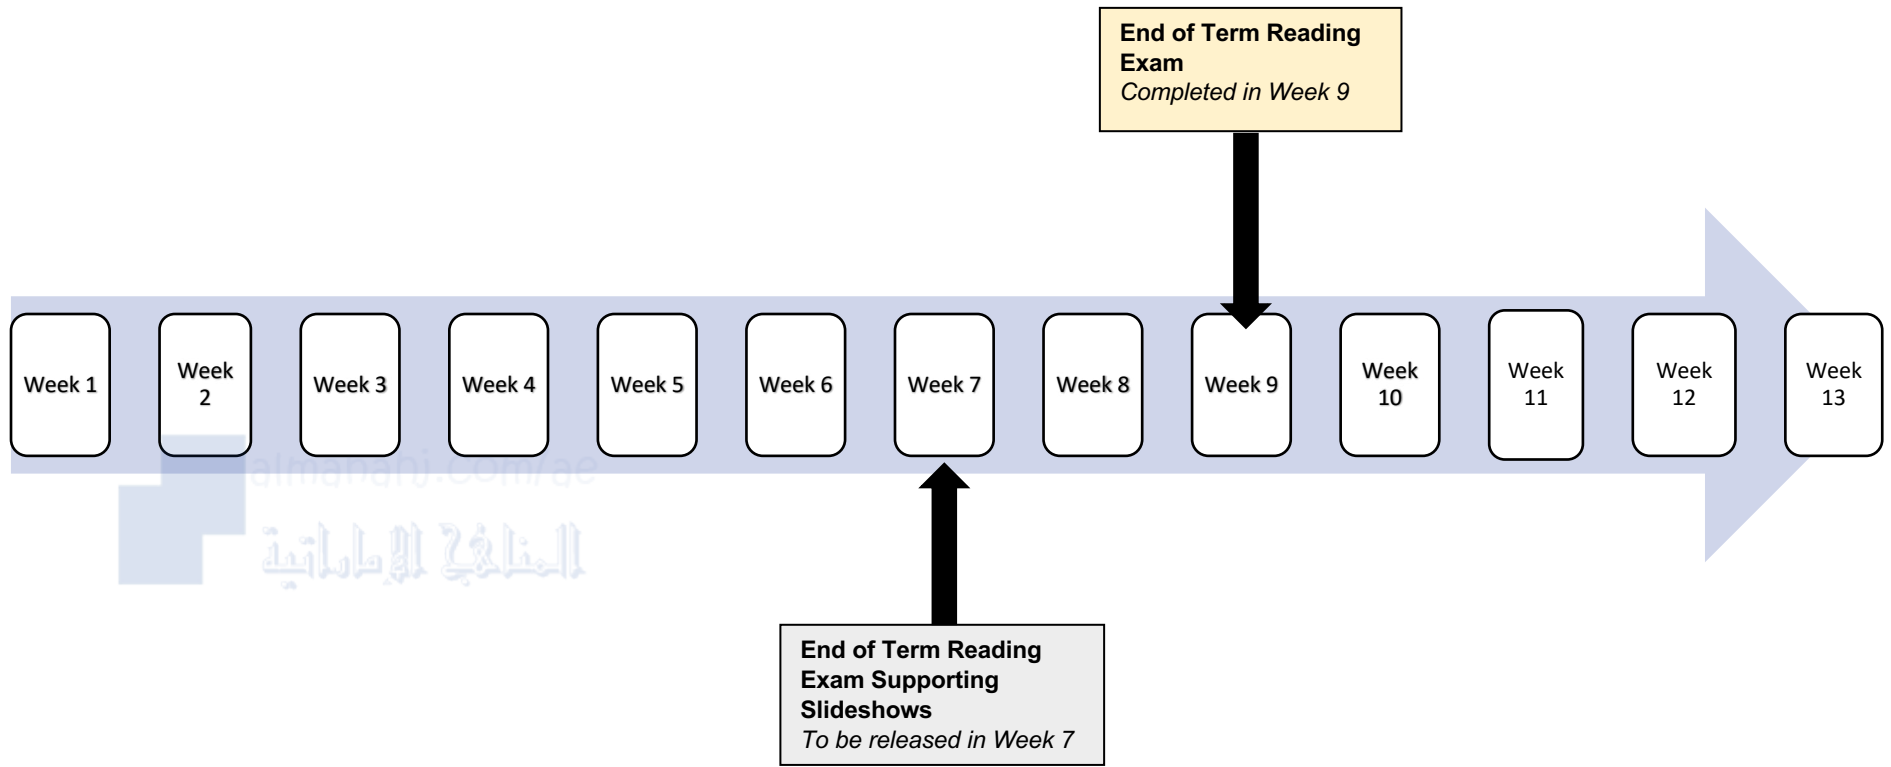 End of Term Reading
Exam
Completed in Week 9
Week 1
Week
2
Week 3
Week 4
Week 5
Week 6
Week 7
Week 8
Week 9
Week
10
Week
11
Week
12
Week
13
almanahj.com/ae
المناهج الإماراتية
End of Term Reading
Exam Supporting
Slideshows
To be released in Week 7